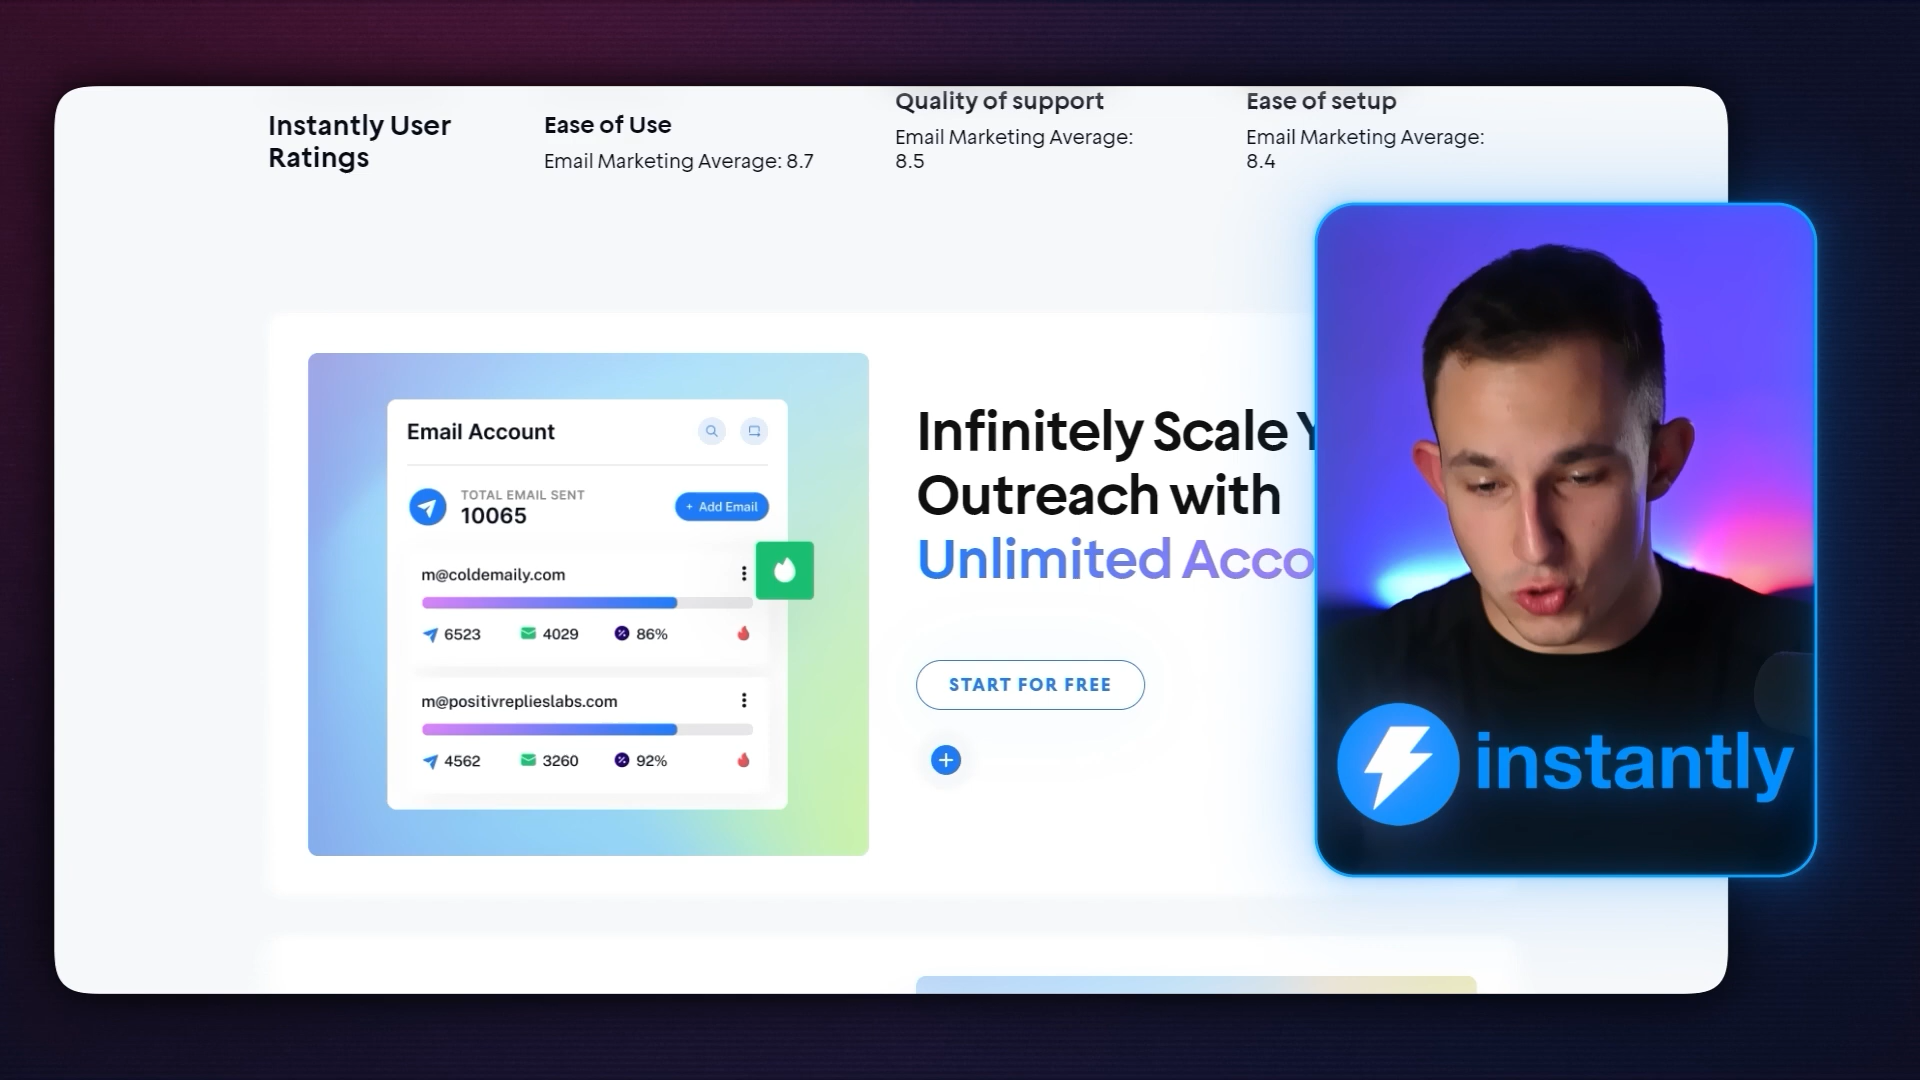 Instantly User
Ratings
Ease of Use
Email Marketing Average: 8.7
Quality of support
Email Marketing Average:
8.5
Ease of setup
Email Marketing Average:
8.4
Email Account
TOTAL EMAIL SENT
10065
+ Add Email
m@coldemaily.com
6523 4029 86%
m@positivreplieslabs.com
4562 3260 92%
Infinitely Scale
Outreach with
Unlimited
START FOR FREE
instantly